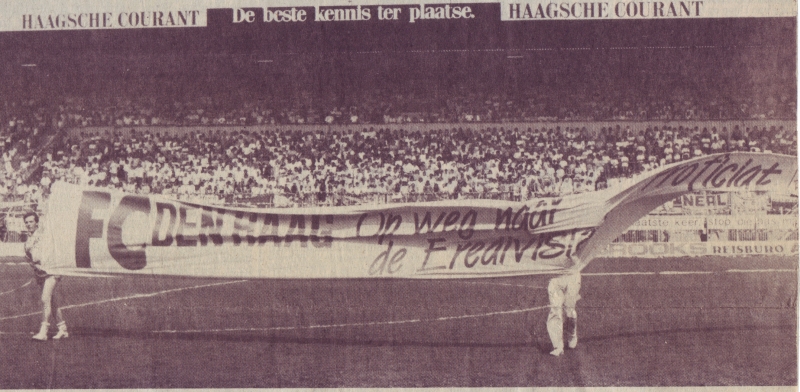 HAAGSCHE COURANT De beste kennis ter plaatse. HAAGSCHE COURANT
FC DEN HAAG Op weg naar
de Eredivisie
Proficiat
NERL
REISBURO